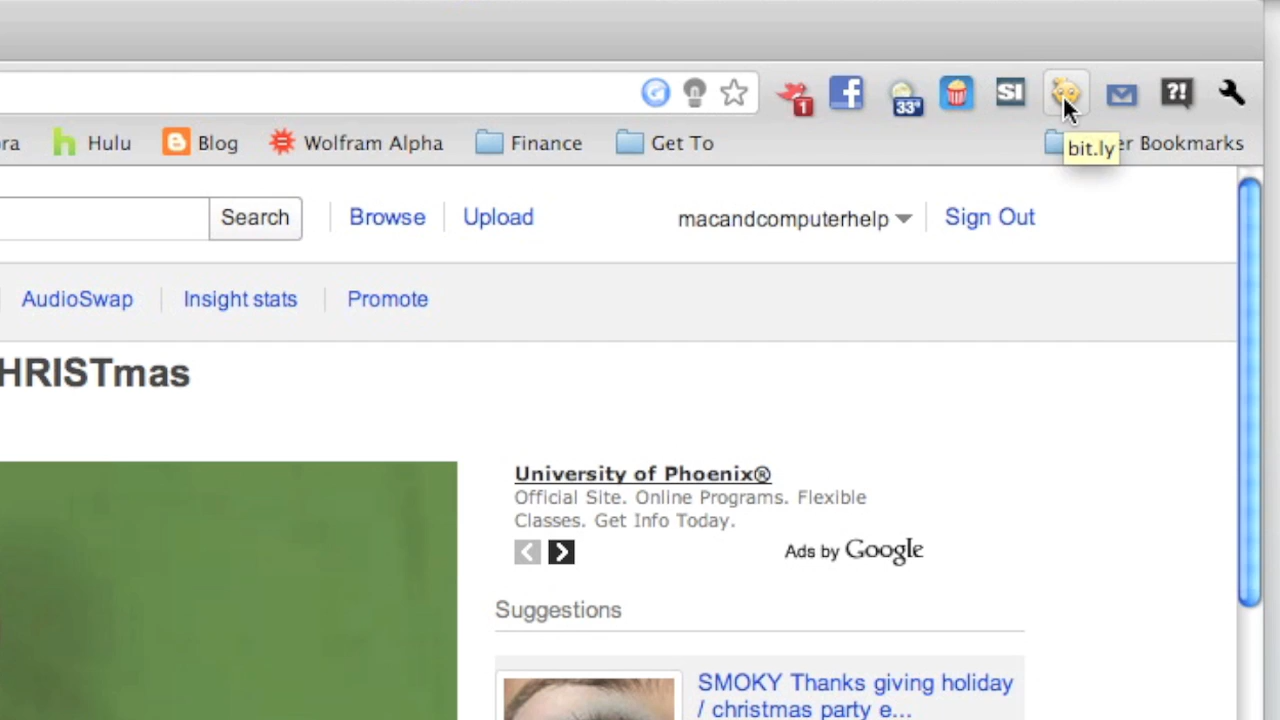 1
33°
SI
?!
ra
Hulu
Blog
Wolfram Alpha
Finance
Get To
er Bookmarks
bit.ly
Search
Browse
Upload
macandcomputerhelp
Sign Out
AudioSwap
Insight stats
Promote
HRISTmas
University of Phoenix®
Official Site. Online Programs. Flexible
Classes. Get Info Today.
Ads by Google
Suggestions
SMOKY Thanks giving holiday
/ christmas party e...